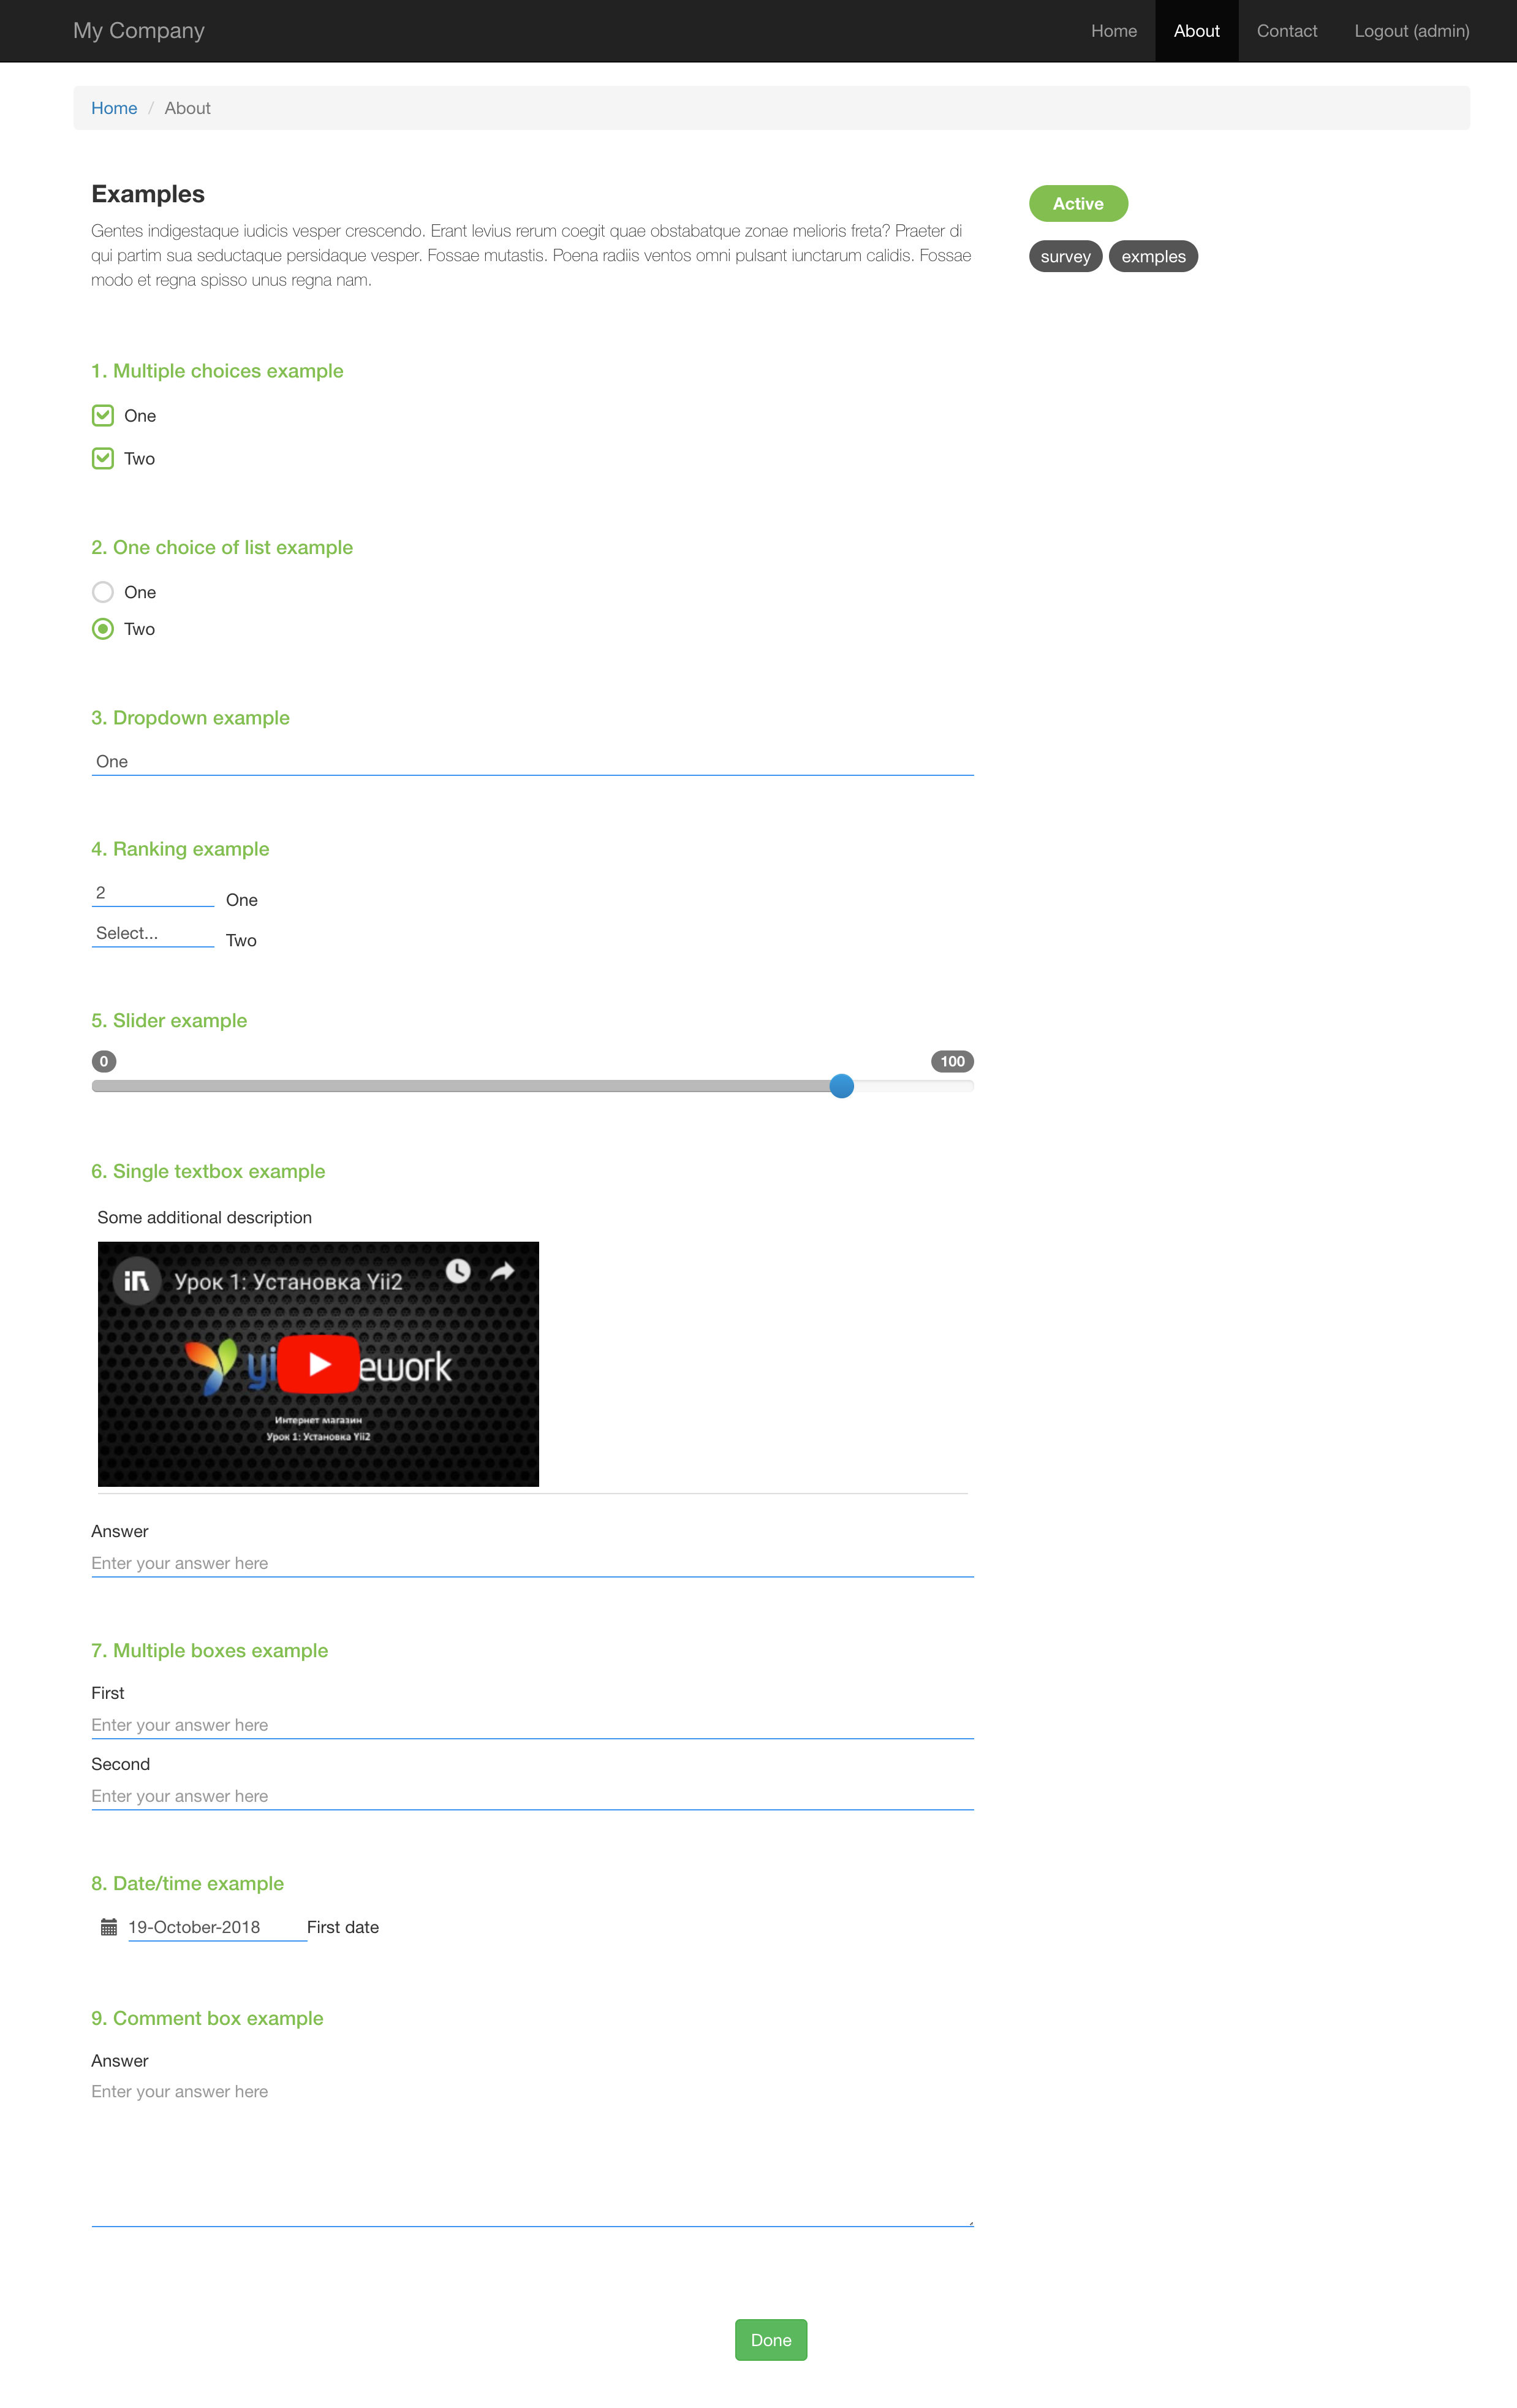 My Company
Home
About
Contact
Logout (admin)
Home / About
Examples
Gentes indigestaque iudicis vesper crescendo. Erant levius rerum coegit quae obstabatque zonae melioris freta? Praeter di
qui partim sua seductaque persidaque vesper. Fossae mutastis. Poena radiis ventos omni pulsant iunctarum calidis. Fossae
modo et regna spisso unus regna nam.
Active
survey
exmples
1. Multiple choices example
One
Two
2. One choice of list example
One
Two
3. Dropdown example
One
4. Ranking example
2 One
Select... Two
5. Slider example
0
100
6. Single textbox example
Some additional description
Урок 1: Установка Yii2
yi ework
Интернет магазин
Урок 1: Установка Yii2
Answer
Enter your answer here
7. Multiple boxes example
First
Enter your answer here
Second
Enter your answer here
8. Date/time example
19-October-2018 First date
9. Comment box example
Answer
Enter your answer here
Done